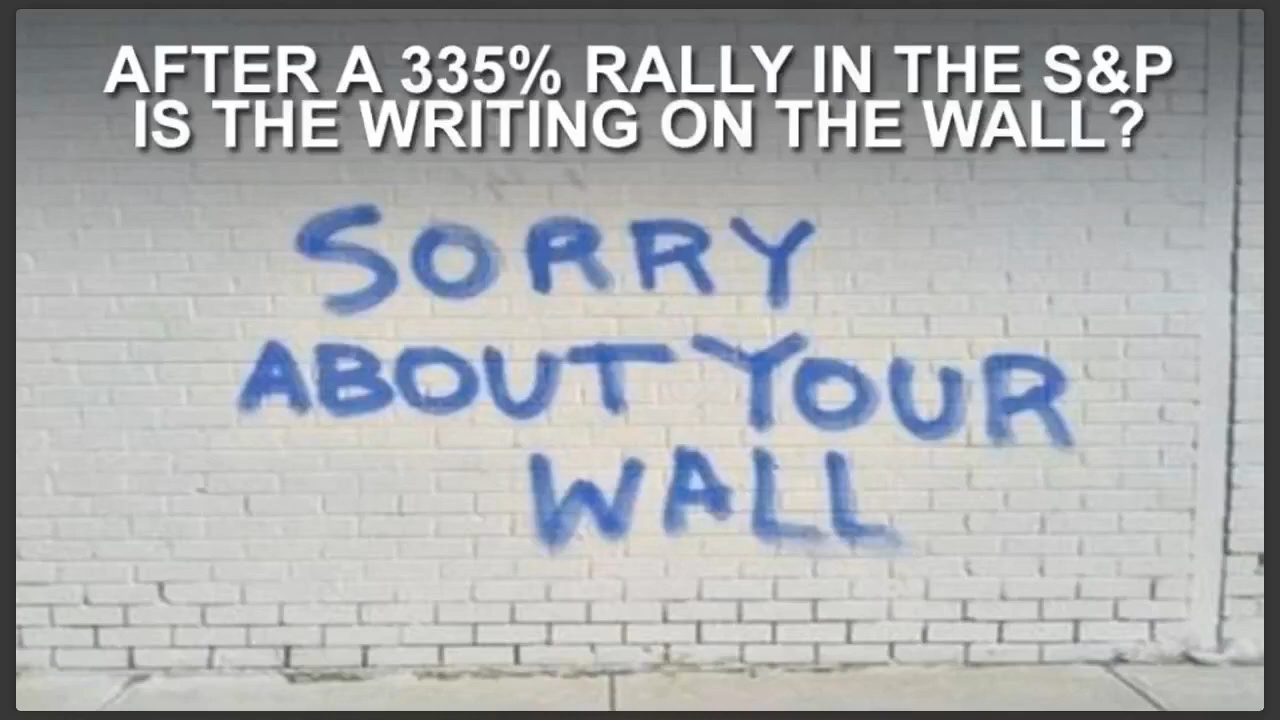 AFTER A 335% RALLY IN THE S&P
IS THE WRITING ON THE WALL?
SORRY
ABOUT YOUR
WALL